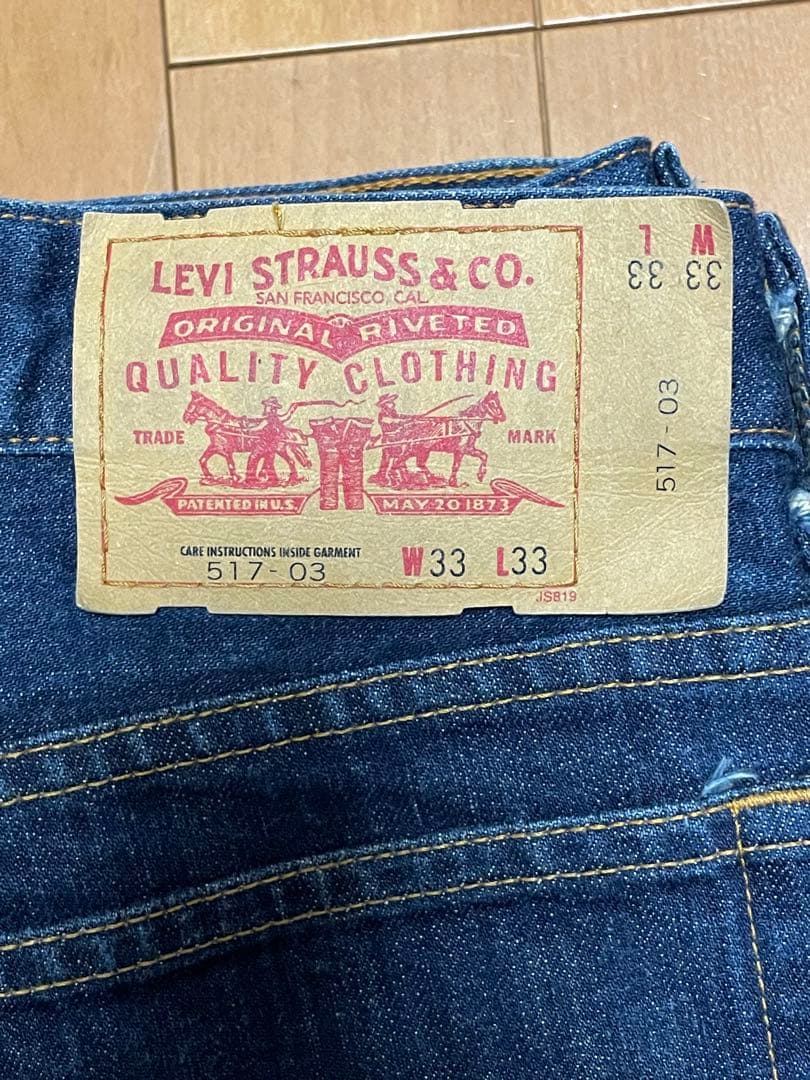 LEVI STRAUSS & CO.
SAN FRANCISCO, CAL.
ORIGINAL RIVETED
QUALITY CLOTHING
TRADE MARK
PATENTED IN U.S. MAY 20 1873
CARE INSTRUCTIONS INSIDE GARMENT
517-03 W33 L33
JS819
W L
33 33
517-03